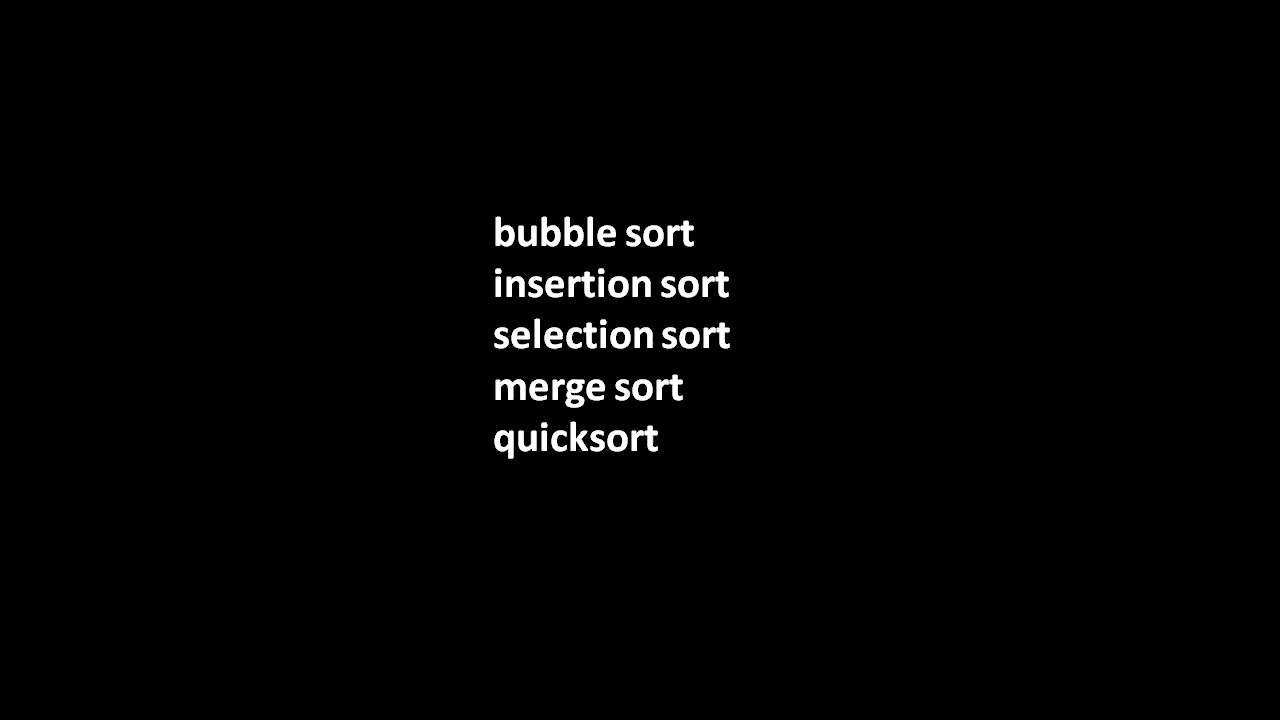 bubble sort
insertion sort
selection sort
merge sort
quicksort